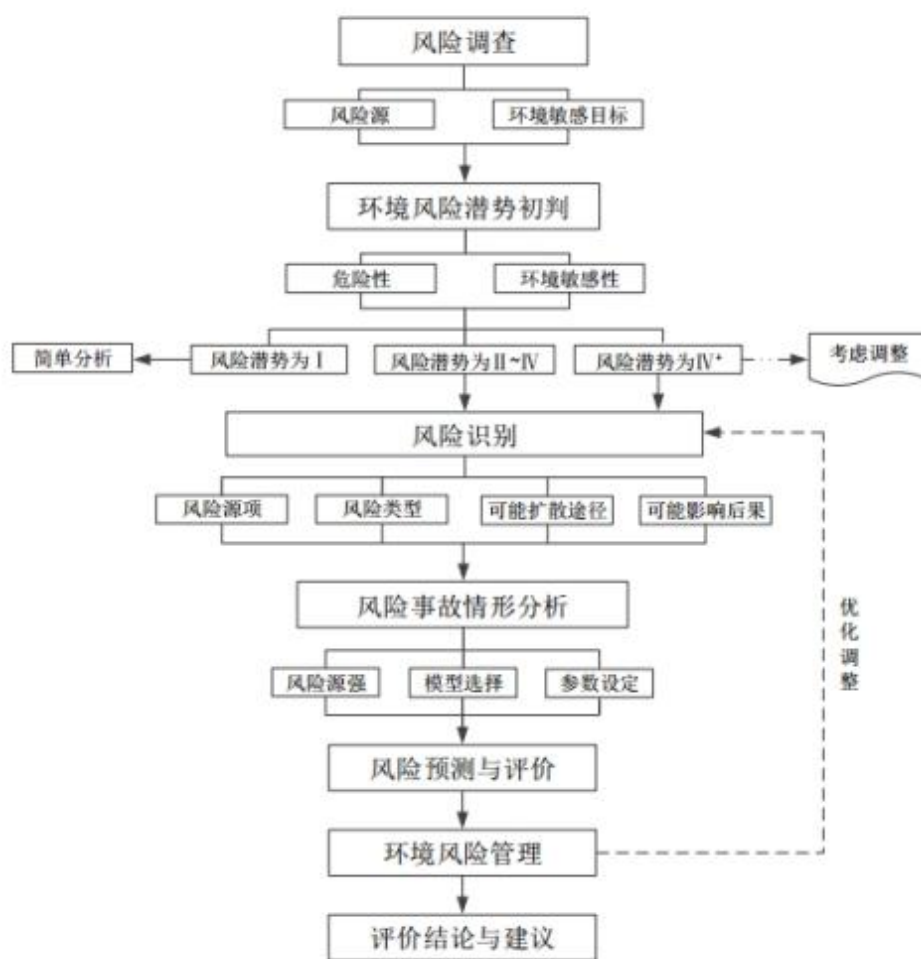 风险调查
风险源
环境敏感目标
环境风险潜势初判
危险性
环境敏感性
简单分析
风险潜势为Ⅰ
风险潜势为Ⅱ~Ⅳ
风险潜势为Ⅳ+
考虑调整
风险识别
风险源项
风险类型
可能扩散途径
可能影响后果
风险事故情形分析
优化调整
风险源强
模型选择
参数设定
风险预测与评价
环境风险管理
评价结论与建议